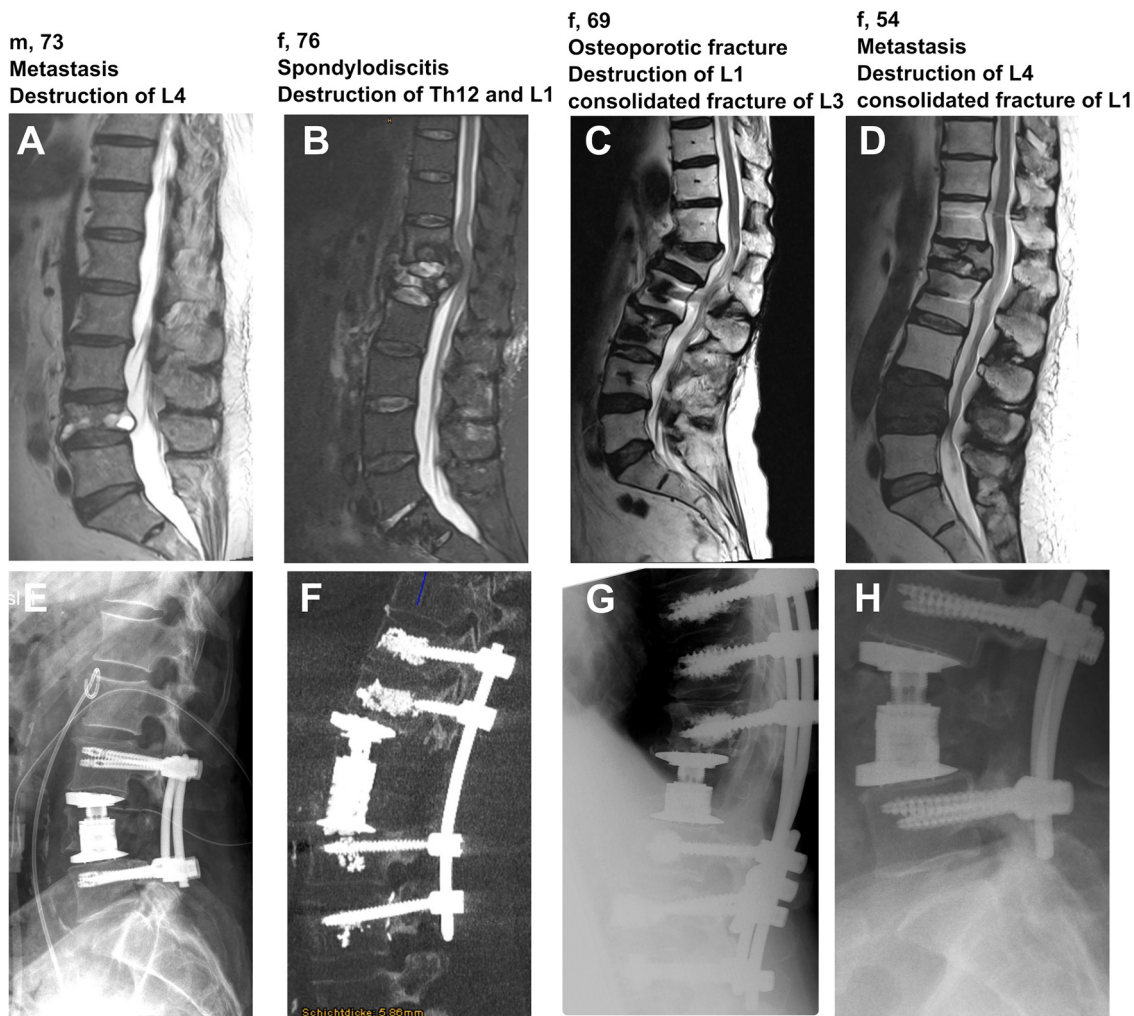 m, 73
Metastasis
Destruction of L4
f, 76
Spondylodiscitis
Destruction of Th12 and L1
f, 69
Osteoporotic fracture
Destruction of L1
consolidated fracture of L3
f, 54
Metastasis
Destruction of L4
consolidated fracture of L1
A
B
C
D
E
F
G
H
sl
Schichtdicke: 5.86mm